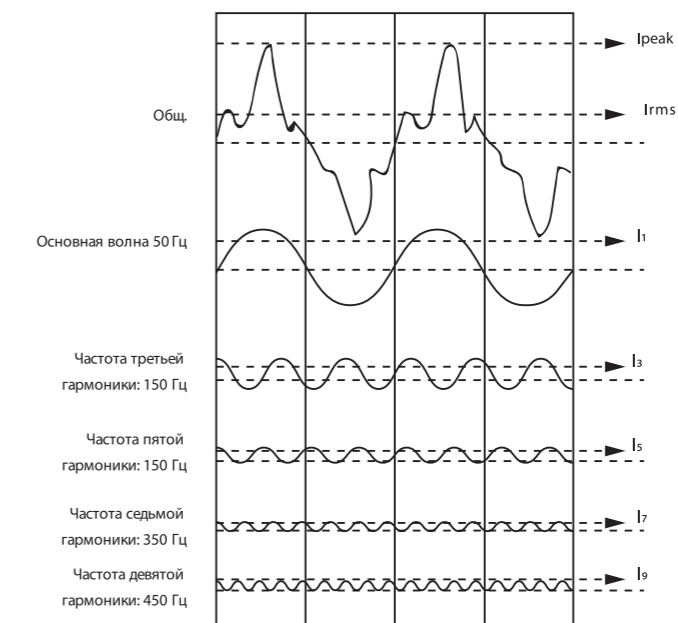 Ipeak
Общ.
Irms
Основная волна 50 Гц
I1
Частота третьей
гармоники: 150 Гц
I3
Частота пятой
гармоники: 150 Гц
I5
Частота седьмой
гармоники: 350 Гц
I7
Частота девятой
гармоники: 450 Гц
I9